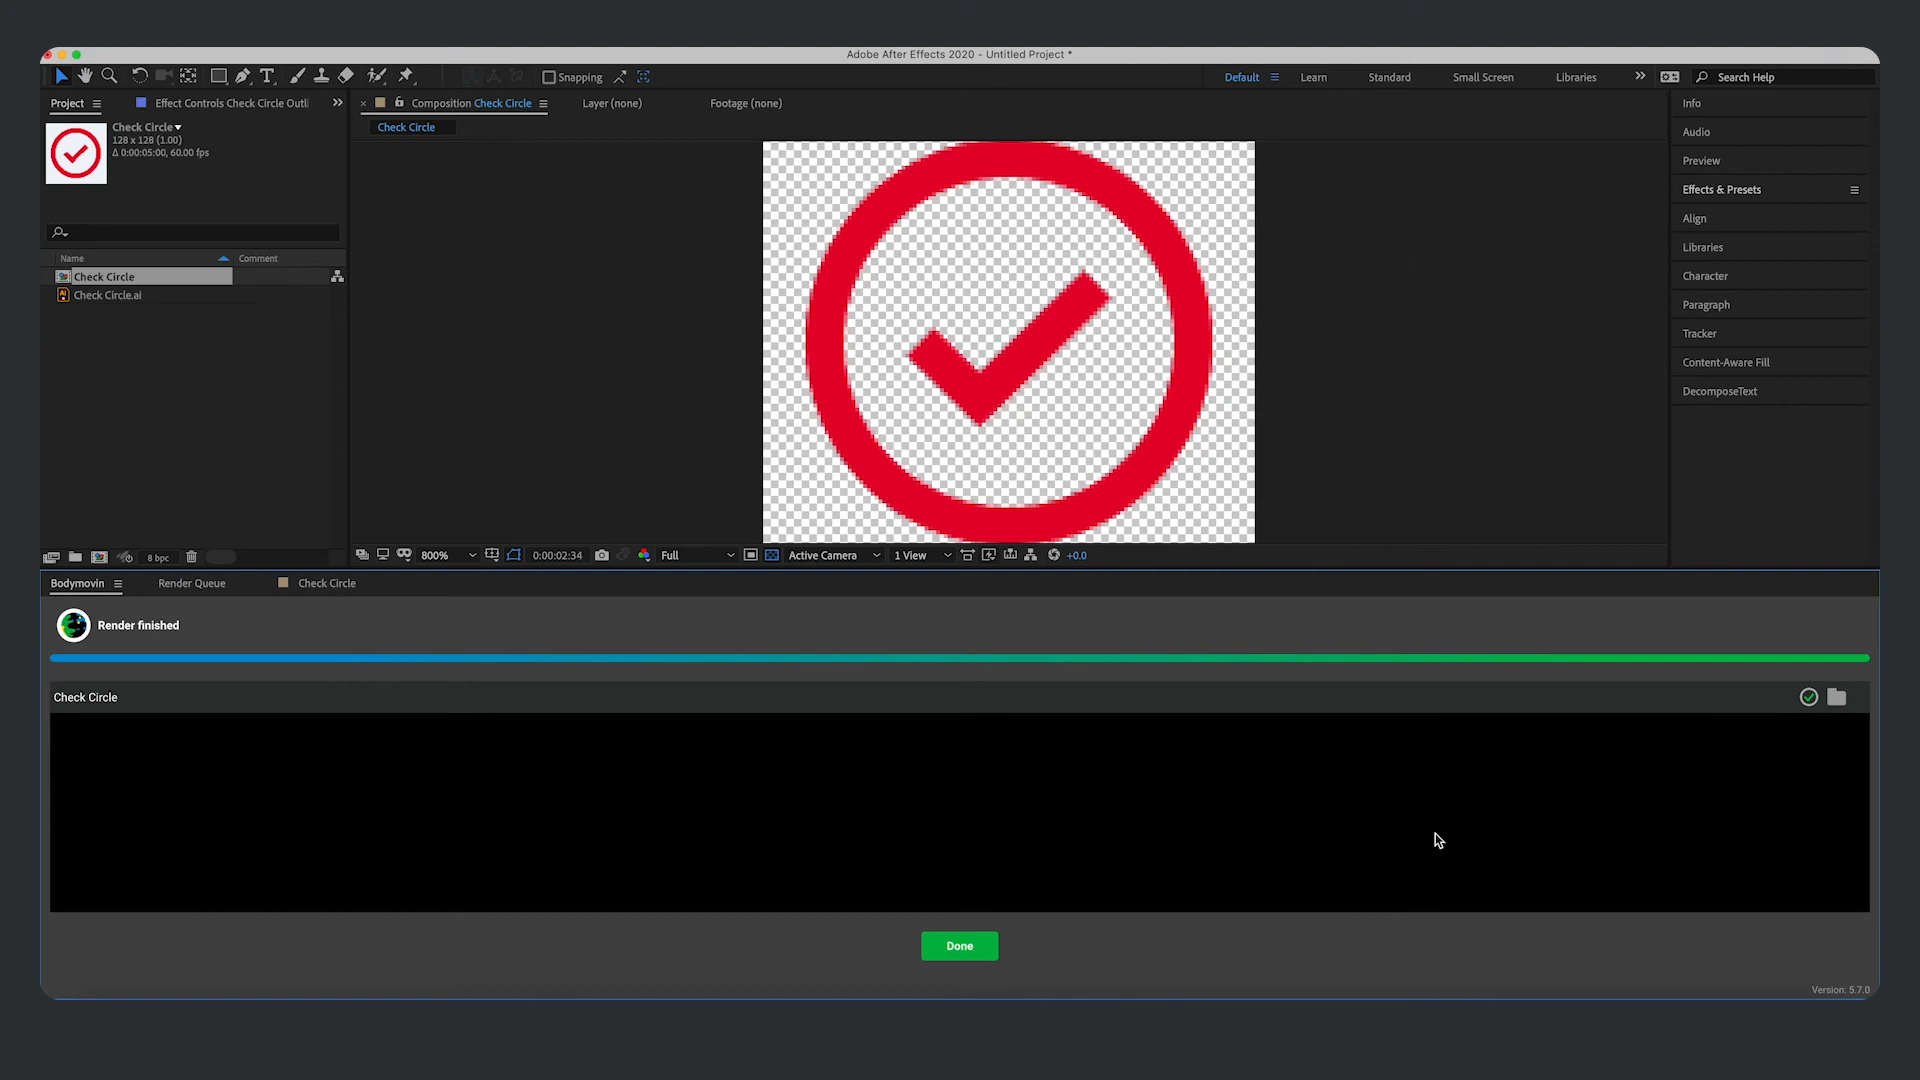 Adobe After Effects 2020 - Untitled Project *
Snapping
Default
Learn
Standard
Small Screen
Libraries
Search Help
Project
Effect Controls Check Circle Outli
Composition Check Circle
Layer (none)
Footage (none)
Check Circle
Check Circle
128 x 128 (1.00)
Δ 0:00:05:00, 60.00 fps
Name
Comment
Check Circle
Check Circle.ai
8 bpc
800%
0:00:02:34
Full
Active Camera
1 View
+0.0
Info
Audio
Preview
Effects & Presets
Align
Libraries
Character
Paragraph
Tracker
Content-Aware Fill
DecomposeText
Bodymovin
Render Queue
Check Circle
Render finished
Check Circle
Done
Version: 5.7.0